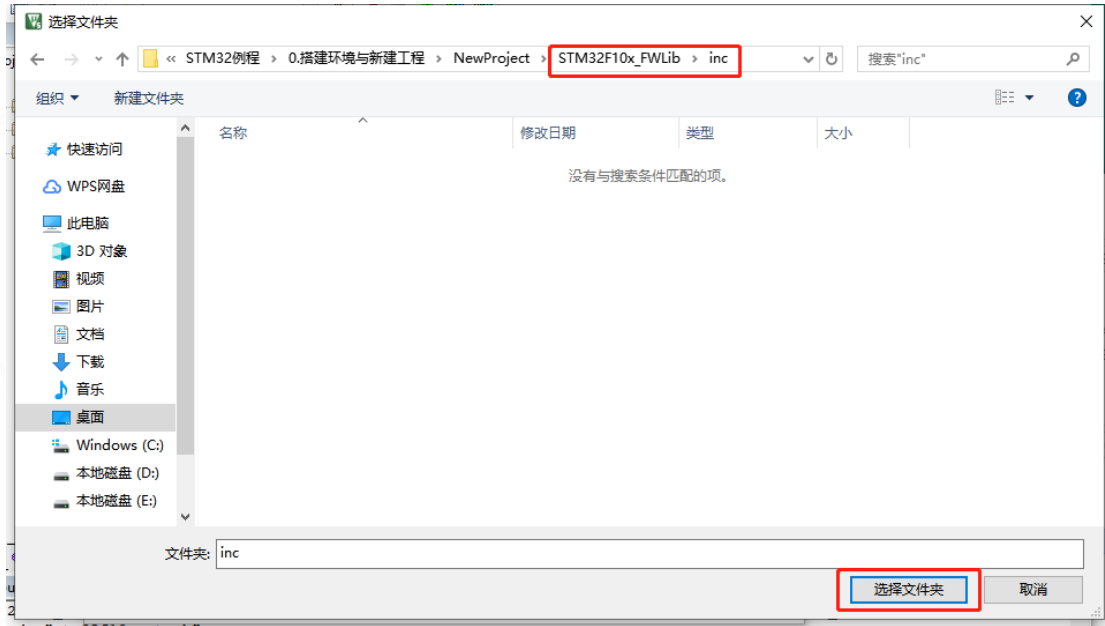 选择文件夹
« STM32例程 › 0.搭建环境与新建工程 › NewProject › STM32F10x_FWLib › inc
搜索"inc"
组织 新建文件夹
名称 修改日期 类型 大小
没有与搜索条件匹配的项。
快速访问
WPS网盘
此电脑
3D 对象
视频
图片
文档
下载
音乐
桌面
Windows (C:)
本地磁盘 (D:)
本地磁盘 (E:)
文件夹: inc
选择文件夹 取消